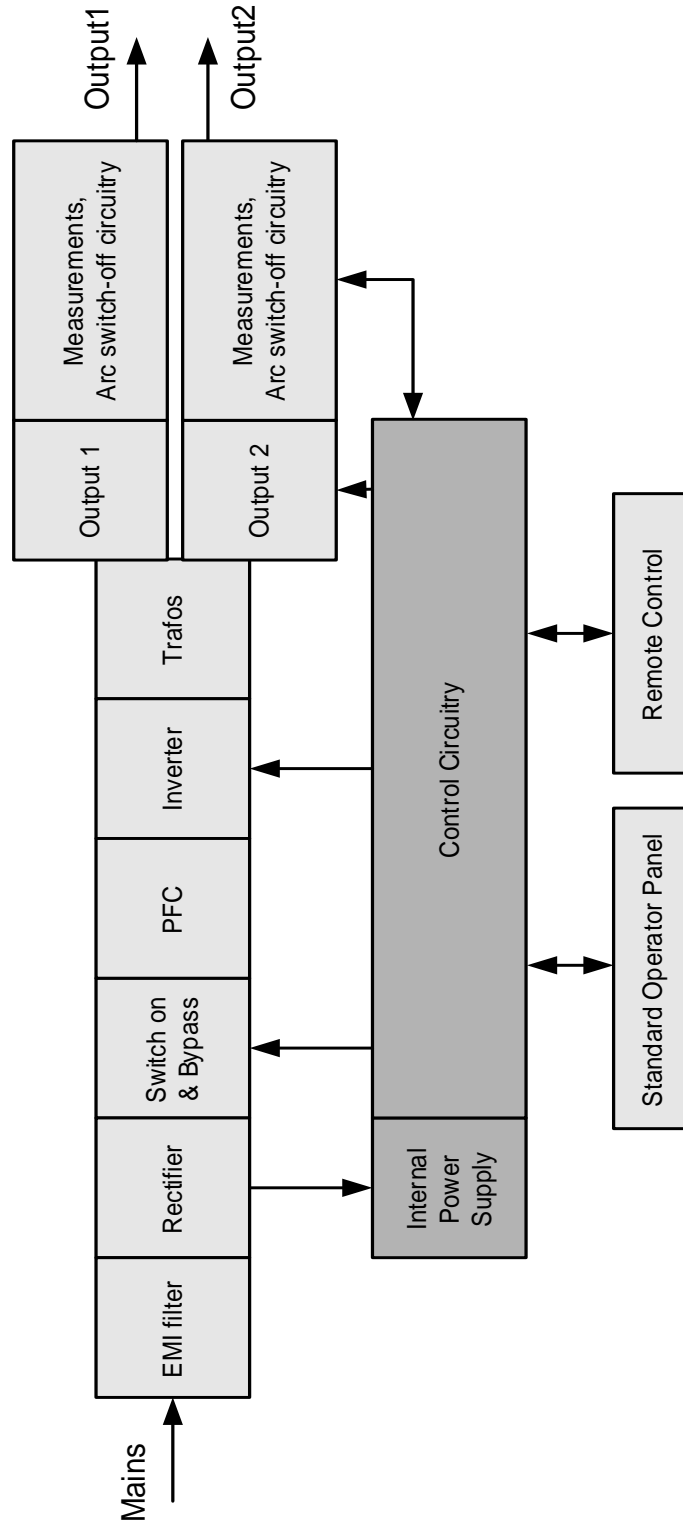 Output1
Measurements,
Arc switch-off circuitry
Output 1
Output2
Measurements,
Arc switch-off circuitry
Output 2
Mains
EMI filter
Rectifier
Switch on
& Bypass
PFC
Inverter
Trafos
Internal
Power
Supply
Control Circuitry
Standard Operator Panel
Remote Control